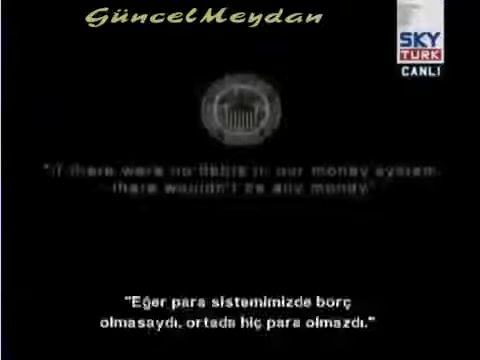 GüncelMeydan
SKY
TURK
CANLI
"if there were no debts in our money system
there wouldn't be any money"
"Eğer para sistemimizde borç
olmasaydı, ortada hiç para olmazdı."